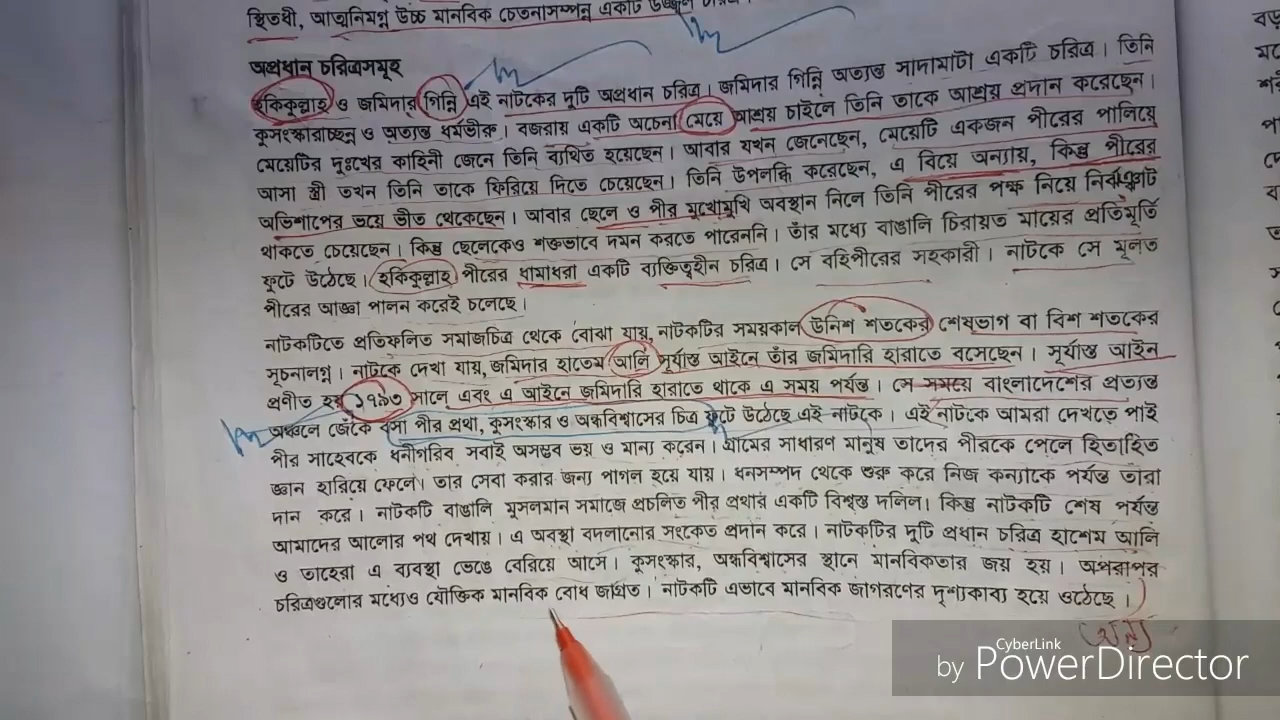 স্থিতধী, আত্মনিমগ্ন উচ্চ মানবিক চেতনাসম্পন্ন একটি উজ্জ্বল চরিত্র।
অপ্রধান চরিত্রসমূহ
হকিকুল্লাহ ও জমিদার গিন্নি এই নাটকের দুটি অপ্রধান চরিত্র। জমিদার গিন্নি অত্যন্ত সাদামাটা একটি চরিত্র। তিনি
কুসংস্কারাচ্ছন্ন ও অত্যন্ত ধর্মভীরু। বজরায় একটি অচেনা মেয়ে আশ্রয় চাইলে তিনি তাকে আশ্রয় প্রদান করেছেন।
মেয়েটির দুঃখের কাহিনী জেনে তিনি ব্যথিত হয়েছেন। আবার যখন জেনেছেন, মেয়েটি একজন পীরের পালিয়ে
আসা স্ত্রী তখন তিনি তাকে ফিরিয়ে দিতে চেয়েছেন। তিনি উপলব্ধি করেছেন, এ বিয়ে অন্যায়, কিন্তু পীরের
অভিশাপের ভয়ে ভীত থেকেছেন। আবার ছেলে ও পীর মুখোমুখি অবস্থান নিলে তিনি পীরের পক্ষ নিয়ে নির্ঝঞ্ঝাট
থাকতে চেয়েছেন। কিন্তু ছেলেকেও শক্তভাবে দমন করতে পারেননি। তাঁর মধ্যে বাঙালি চিরায়ত মায়ের প্রতিমূর্তি
ফুটে উঠেছে। হকিকুল্লাহ পীরের ধামাধরা একটি ব্যক্তিত্বহীন চরিত্র। সে বহিপীরের সহকারী। নাটকে সে মূলত
পীরের আজ্ঞা পালন করেই চলেছে।
নাটকটিতে প্রতিফলিত সমাজচিত্র থেকে বোঝা যায়, নাটকটির সময়কাল উনিশ শতকের শেষভাগ বা বিশ শতকের
সূচনালগ্ন। নাটকে দেখা যায়, জমিদার হাতেম আলি সূর্যাস্ত আইনে তাঁর জমিদারি হারাতে বসেছেন। সূর্যাস্ত আইন
প্রণীত হয় ১৭৯৩ সালে এবং এ আইনে জমিদারি হারাতে থাকে এ সময় পর্যন্ত। সে সময়ে বাংলাদেশের প্রত্যন্ত
অঞ্চলে জেঁকে বসা পীর প্রথা, কুসংস্কার ও অন্ধবিশ্বাসের চিত্র ফুটে উঠেছে এই নাটকে। এই নাটকে আমরা দেখতে পাই
পীর সাহেবকে ধনীগরিব সবাই অসম্ভব ভয় ও মান্য করেন। গ্রামের সাধারণ মানুষ তাদের পীরকে পেলে হিতাহিত
জ্ঞান হারিয়ে ফেলে। তার সেবা করার জন্য পাগল হয়ে যায়। ধনসম্পদ থেকে শুরু করে নিজ কন্যাকে পর্যন্ত তারা
দান করে। নাটকটি বাঙালি মুসলমান সমাজে প্রচলিত পীর প্রথার একটি বিশ্বস্ত দলিল। কিন্তু নাটকটি শেষ পর্যন্ত
আমাদের আলোর পথ দেখায়। এ অবস্থা বদলানোর সংকেত প্রদান করে। নাটকটির দুটি প্রধান চরিত্র হাশেম আলি
ও তাহেরা এ ব্যবস্থা ভেঙে বেরিয়ে আসে। কুসংস্কার, অন্ধবিশ্বাসের স্থানে মানবিকতার জয় হয়। অপরাপর
চরিত্রগুলোর মধ্যেও যৌক্তিক মানবিক বোধ জাগ্রত। নাটকটি এভাবে মানবিক জাগরণের দৃশ্যকাব্য হয়ে ওঠেছে।
CyberLink
by PowerDirector